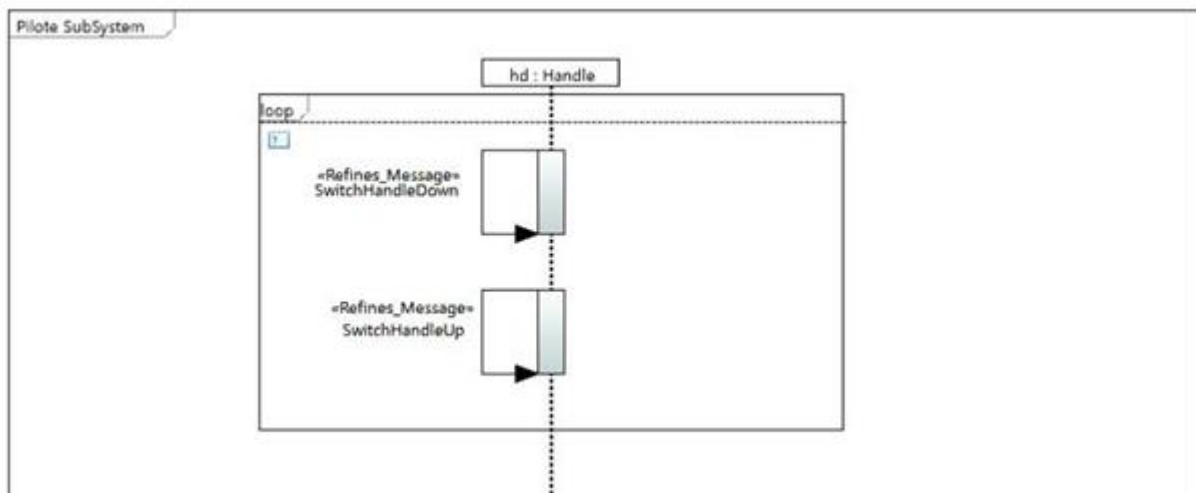 Pilote SubSystem
hd : Handle
loop
«Refines_Message»
SwitchHandleDown
«Refines_Message»
SwitchHandleUp